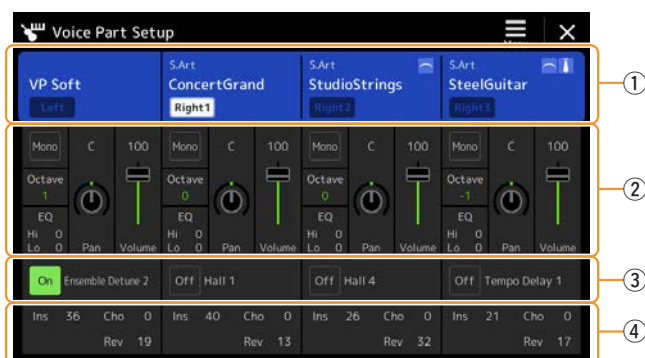 Voice Part Setup
S.Art S.Art S.Art
VP Soft ConcertGrand StudioStrings SteelGuitar
Left Right1 Right2 Right3
1
Mono C 100 Mono C 100 Mono C 100 Mono C 100
Octave Octave Octave Octave
1 0 0 -1
EQ EQ EQ EQ
Hi 0 Hi 0 Hi 0 Hi 0
Lo 0 Pan Volume Lo 0 Pan Volume Lo 0 Pan Volume Lo 0 Pan Volume
2
On Ensemble Detune 2 Off Hall 1 Off Hall 4 Off Tempo Delay 1
3
Ins 36 Cho 0 Ins 40 Cho 0 Ins 26 Cho 0 Ins 21 Cho 0
Rev 19 Rev 13 Rev 32 Rev 17
4